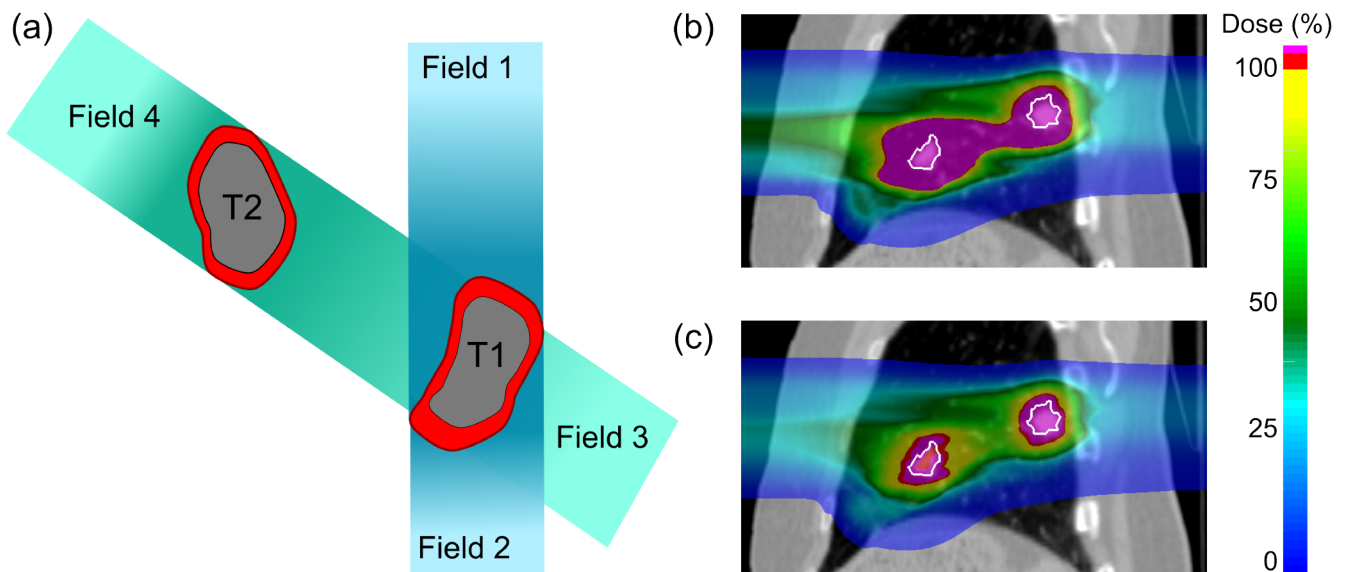 (a)
Field 1
Field 4
T2
T1
Field 3
Field 2
(b)
(c)
Dose (%)
100
75
50
25
0